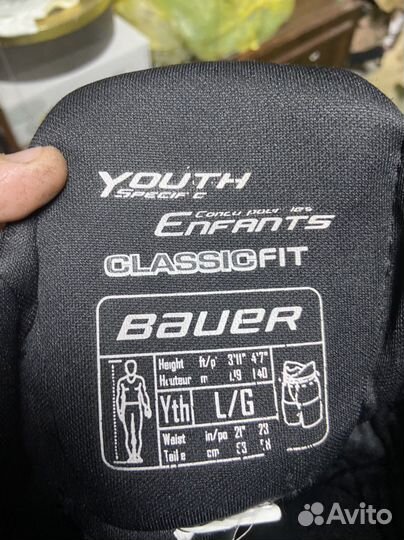 YOUTH
SPECIFIC
Conçu pour les
ENFANTS
CLASSICFIT
BAUER
Height ft/p 3'11" 4'7"
Hauteur m 1.19 1.40
Yth L/G
Waist in/po 21" 23
Taille cm 53 58
Avito